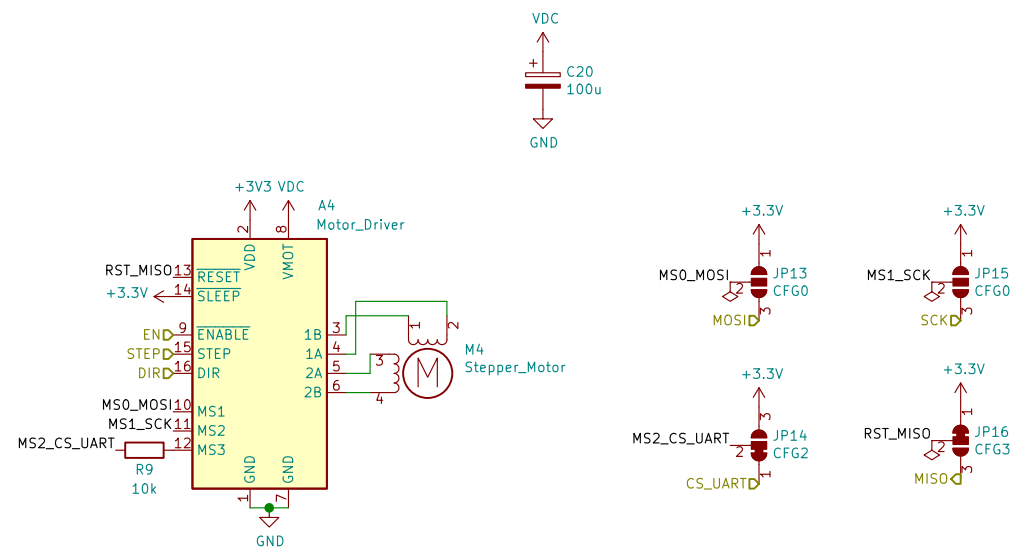 VDC
+
C20
100u
GND
+3V3 VDC
A4
Motor_Driver
2
8
VDD
VMOT
RST_MISO
13
RESET
+3.3V
14
SLEEP
EN
9
ENABLE
STEP
15
STEP
DIR
16
DIR
MS0_MOSI
10
MS1
MS1_SCK
11
MS2
MS2_CS_UART
12
MS3
R9
10k
1B
3
1A
4
2A
5
2B
6
1
2
3
4
M
M4
Stepper_Motor
GND
GND
1
7
GND
+3.3V
1
MS0_MOSI
2
JP13
CFG0
3
MOSI
+3.3V
1
MS1_SCK
2
JP15
CFG0
3
SCK
+3.3V
3
MS2_CS_UART
2
JP14
CFG2
1
CS_UART
+3.3V
1
RST_MISO
2
JP16
CFG3
3
MISO